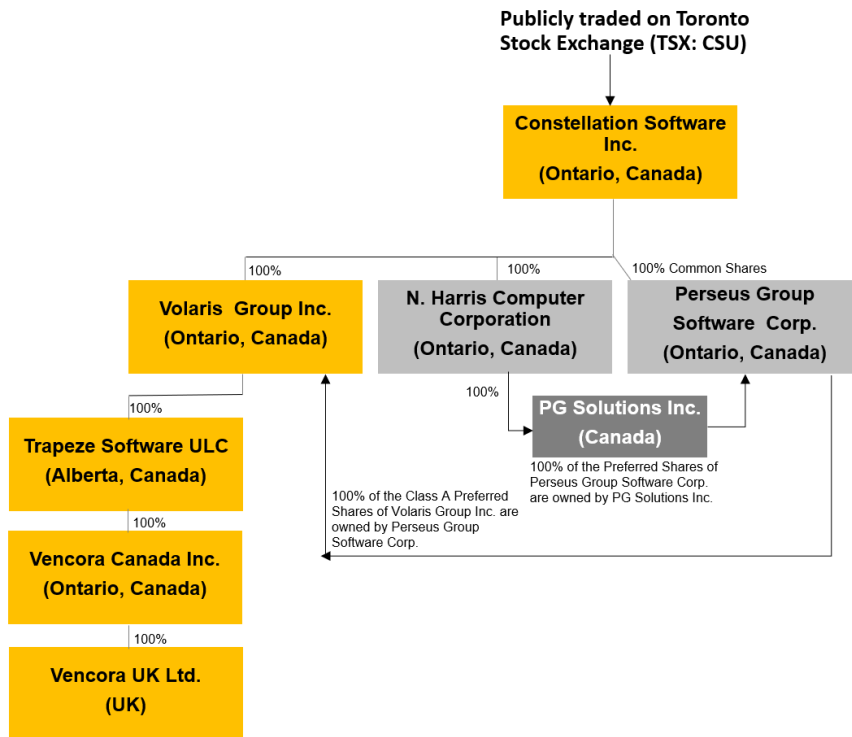 Publicly traded on Toronto
Stock Exchange (TSX: CSU)
Constellation Software
Inc.
(Ontario, Canada)
100%
100%
100% Common Shares
Volaris Group Inc.
(Ontario, Canada)
N. Harris Computer
Corporation
(Ontario, Canada)
Perseus Group
Software Corp.
(Ontario, Canada)
100%
100%
PG Solutions Inc.
(Canada)
Trapeze Software ULC
(Alberta, Canada)
100% of the Preferred Shares of
Perseus Group Software Corp.
are owned by PG Solutions Inc.
100% of the Class A Preferred
Shares of Volaris Group Inc. are
owned by Perseus Group
Software Corp.
100%
Vencora Canada Inc.
(Ontario, Canada)
100%
Vencora UK Ltd.
(UK)